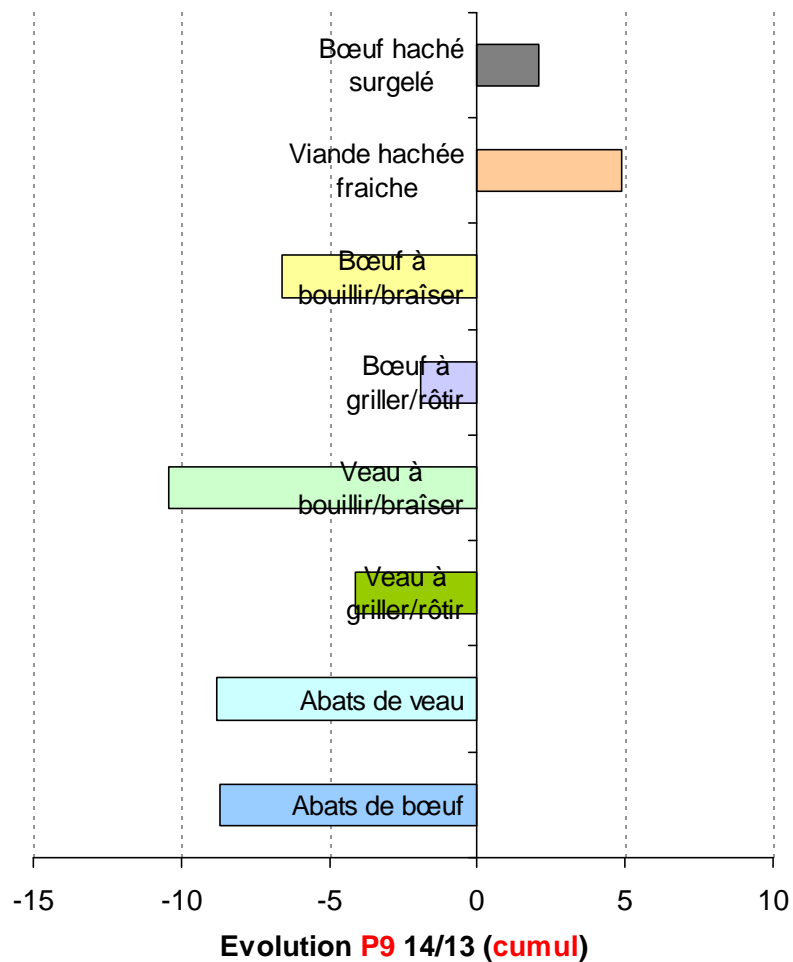 Bœuf haché
surgelé
Viande hachée
fraiche
Bœuf à
bouillir/braîser
Bœuf à
griller/rôtir
Veau à
bouillir/braîser
Veau à
griller/rôtir
Abats de veau
Abats de bœuf
-15 -10 -5 0 5 10
Evolution P9 14/13 (cumul)